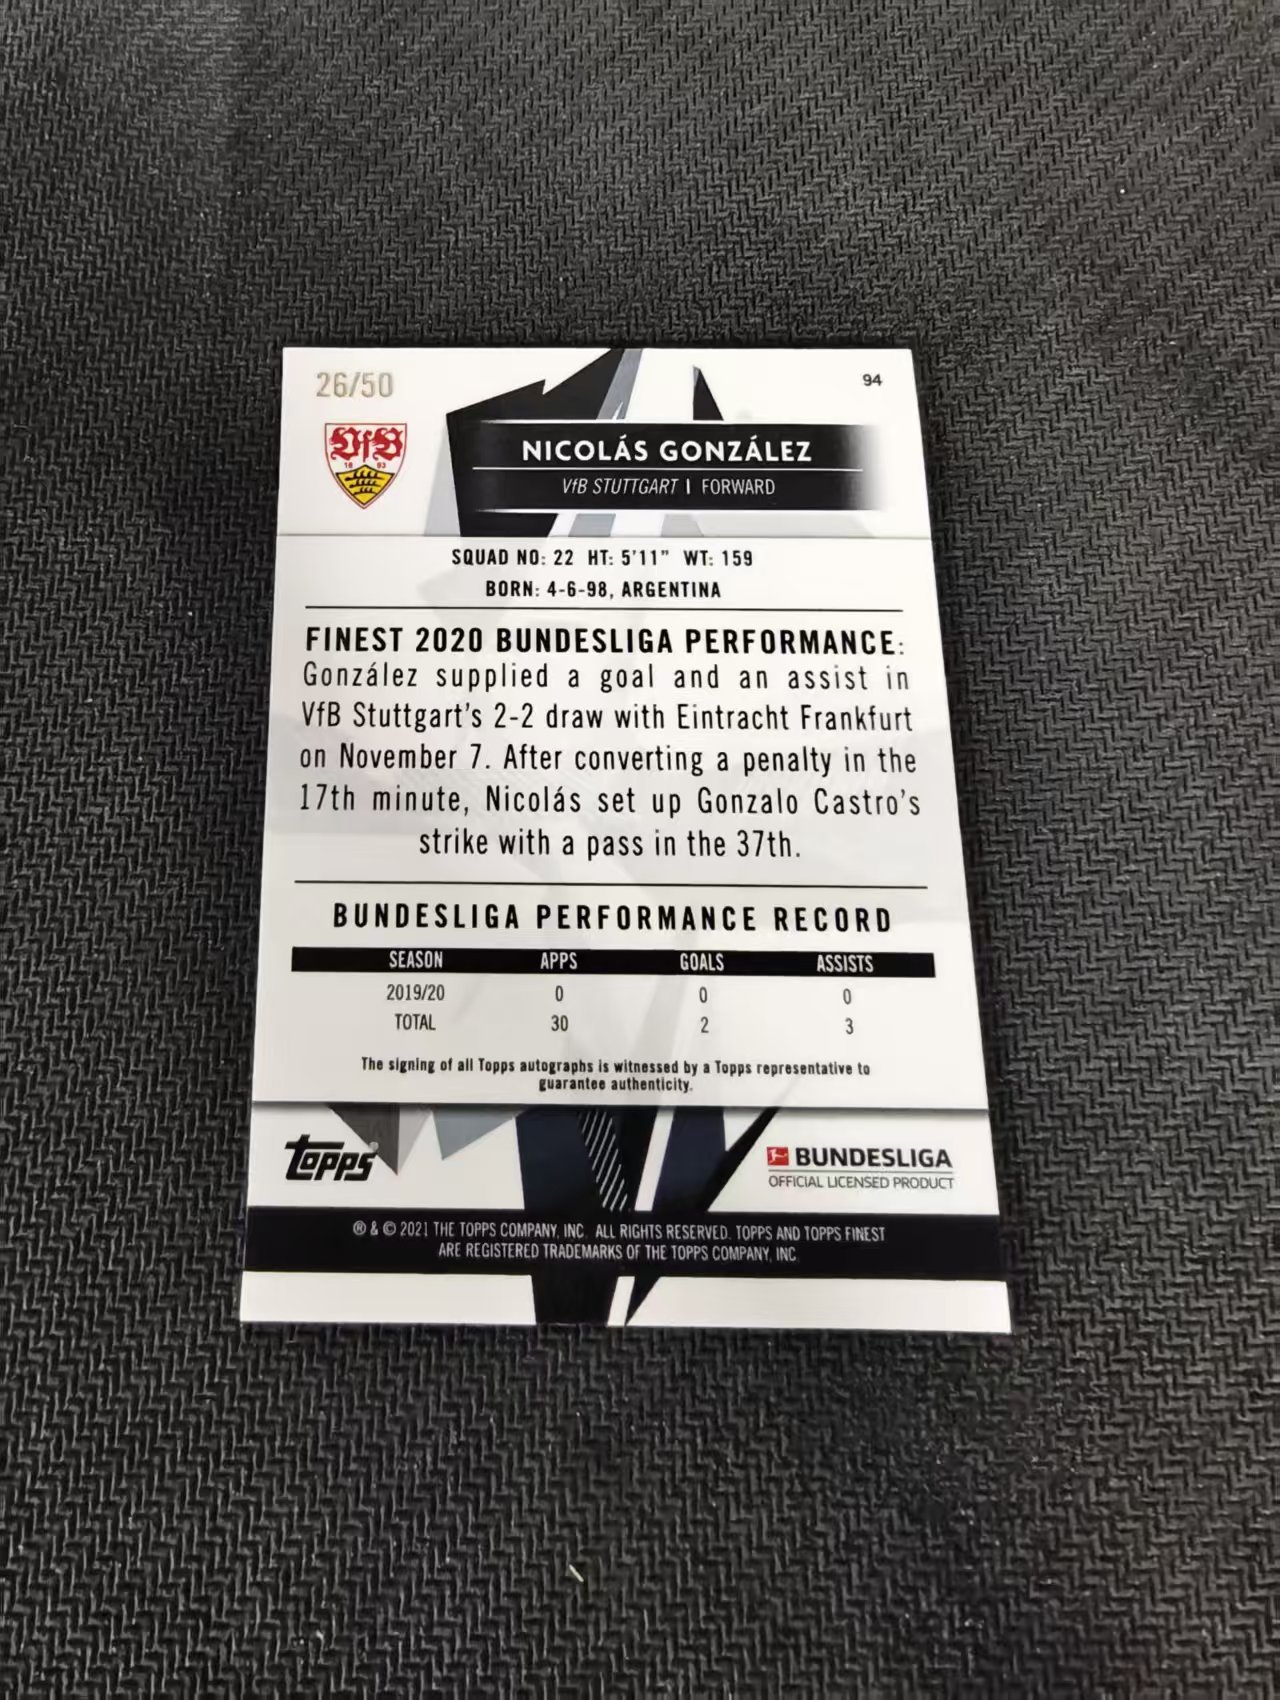 26/50
94
VfB
18 93
NICOLÁS GONZÁLEZ
VfB STUTTGART | FORWARD
SQUAD NO: 22 HT: 5'11" WT: 159
BORN: 4-6-98, ARGENTINA
FINEST 2020 BUNDESLIGA PERFORMANCE:
González supplied a goal and an assist in
VfB Stuttgart's 2-2 draw with Eintracht Frankfurt
on November 7. After converting a penalty in the
17th minute, Nicolás set up Gonzalo Castro's
strike with a pass in the 37th.
BUNDESLIGA PERFORMANCE RECORD
SEASON APPS GOALS ASSISTS
2019/20 0 0 0
TOTAL 30 2 3
The signing of all Topps autographs is witnessed by a Topps representative to
guarantee authenticity.
topps®
BUNDESLIGA
OFFICIAL LICENSED PRODUCT
® & © 2021 THE TOPPS COMPANY, INC. ALL RIGHTS RESERVED. TOPPS AND TOPPS FINEST
ARE REGISTERED TRADEMARKS OF THE TOPPS COMPANY, INC.